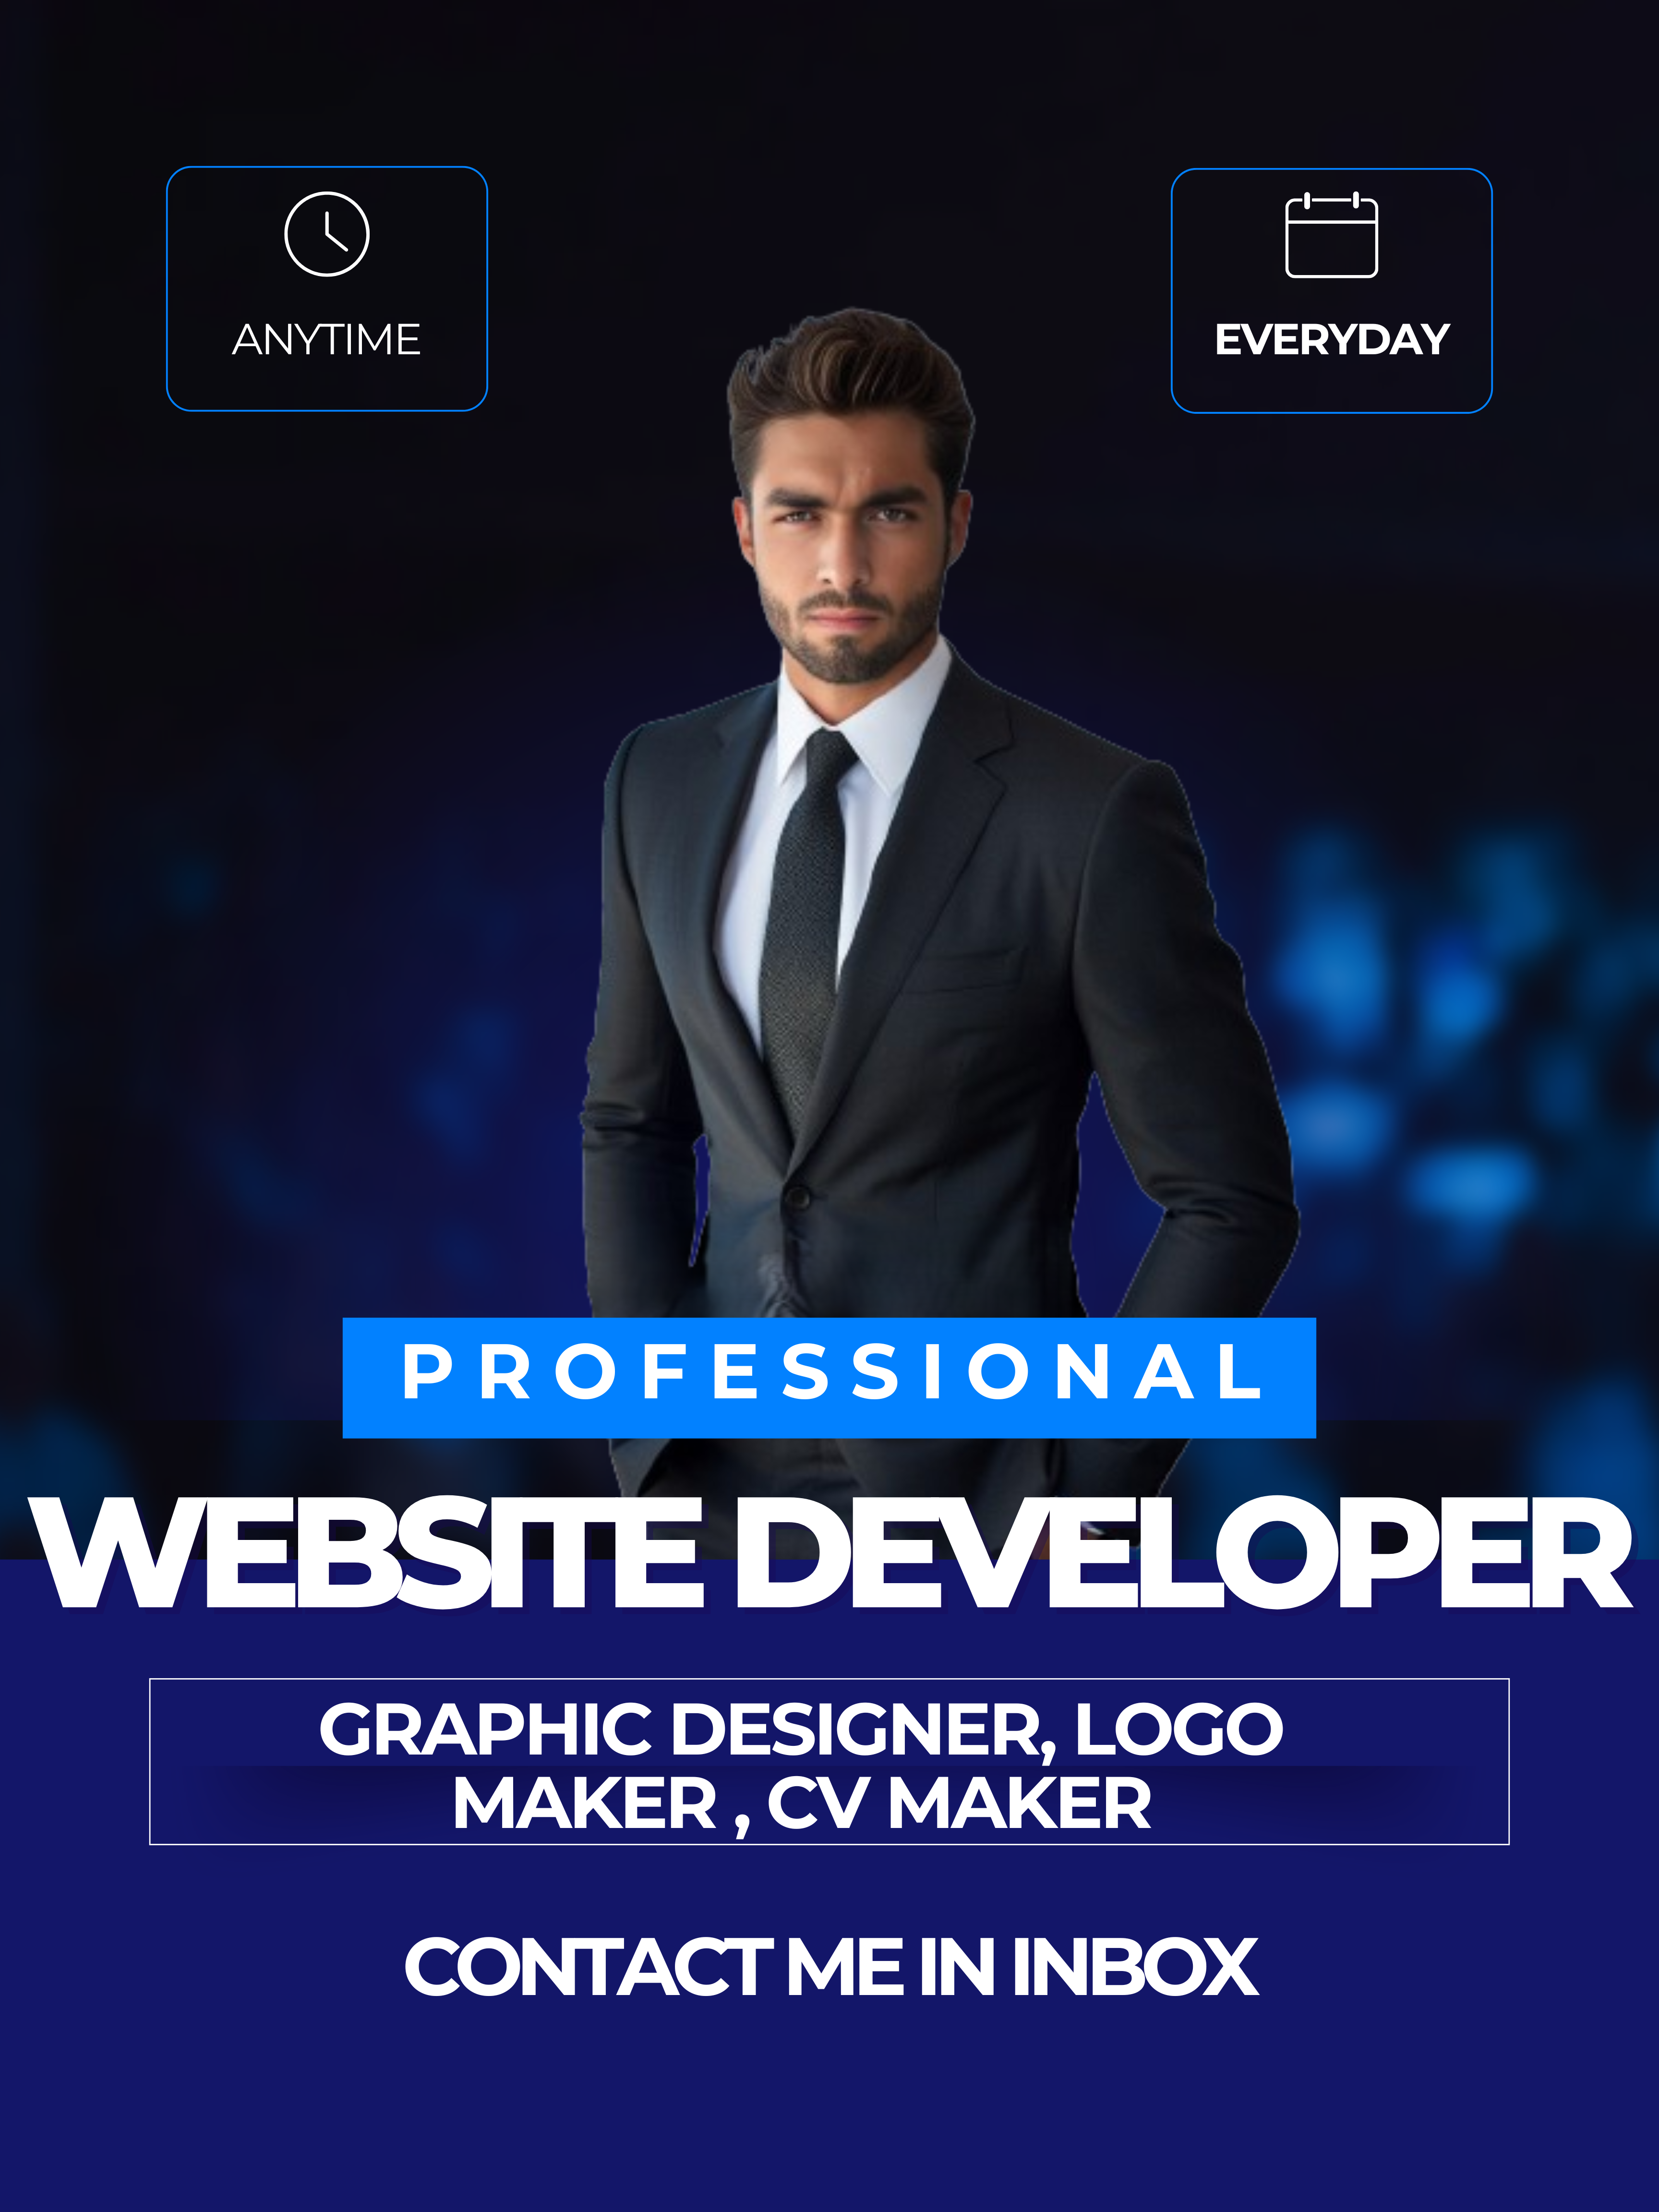 ANYTIME
EVERYDAY
PROFESSIONAL
WEBSITE DEVELOPER
GRAPHIC DESIGNER, LOGO
MAKER , CV MAKER
CONTACT ME IN INBOX